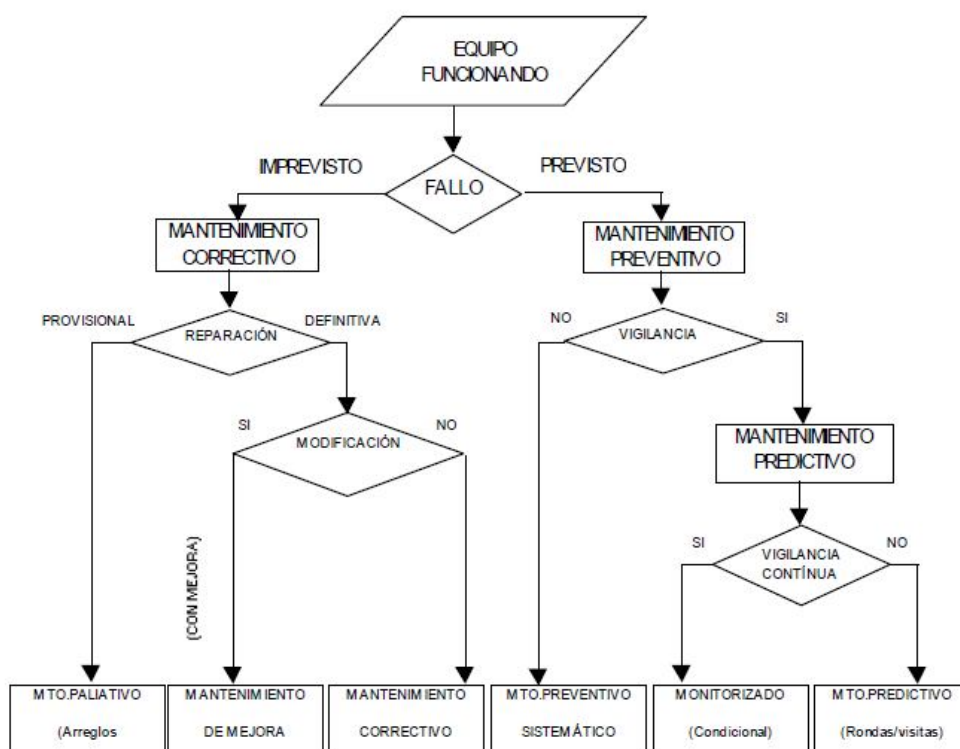 EQUIPO
FUNCIONANDO
IMPREVISTO
PREVISTO
FALLO
MANTENIMIENTO
CORRECTIVO
MANTENIMIENTO
PREVENTIVO
PROVISIONAL
REPARACIÓN
DEFINITIVA
NO
VIGILANCIA
SI
SI
MODIFICACIÓN
NO
MANTENIMIENTO
PREDICTIVO
(CON MEJORA)
SI
VIGILANCIA
CONTÍNUA
NO
MTO.PALIATIVO
(Arreglos
MANTENIMIENTO
DE MEJORA
MANTENIMIENTO
CORRECTIVO
MTO.PREVENTIVO
SISTEMÁTICO
MONITORIZADO
(Condicional)
MTO.PREDICTIVO
(Rondas/visitas)